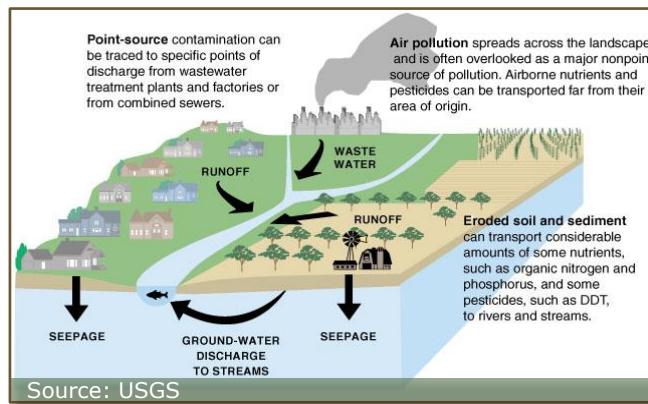 Point-source contamination can
be traced to specific points of
discharge from wastewater
treatment plants and factories or
from combined sewers.
Air pollution spreads across the landscape
and is often overlooked as a major nonpoin
source of pollution. Airborne nutrients and
pesticides can be transported far from their
area of origin.
WASTE
WATER
RUNOFF
RUNOFF
Eroded soil and sediment
can transport considerable
amounts of some nutrients,
such as organic nitrogen and
phosphorus, and some
pesticides, such as DDT,
to rivers and streams.
SEEPAGE
GROUND-WATER
DISCHARGE
TO STREAMS
SEEPAGE
Source: USGS